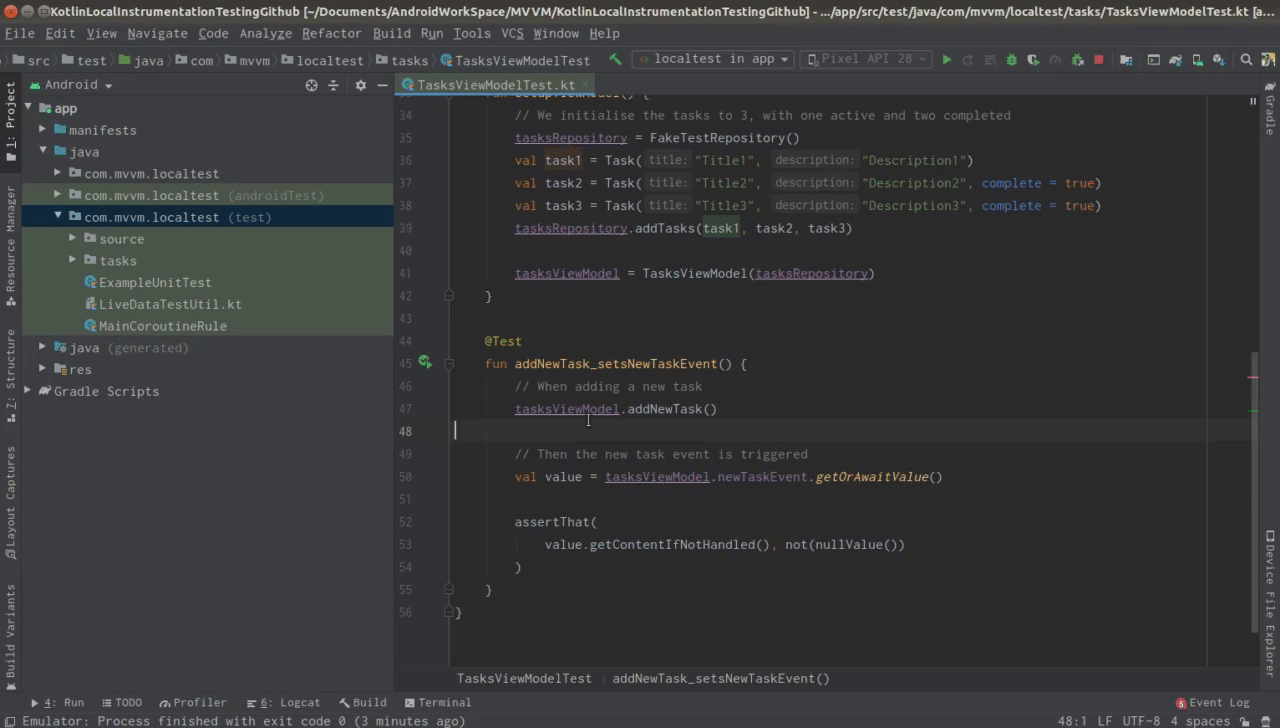 KotlinLocalInstrumentationTestingGithub [~/Documents/AndroidWorkSpace/MVVM/KotlinLocalInstrumentationTestingGithub] - .../app/src/test/java/com/mvvm/localtest/tasks/TasksViewModelTest.kt [a...
File Edit View Navigate Code Analyze Refactor Build Run Tools VCS Window Help
src test java com mvvm localtest tasks TasksViewModelTest localtest in app Pixel API 28
1: Project
Resource Manager
7: Structure
Layout Captures
Build Variants
Android
app
manifests
java
com.mvvm.localtest
com.mvvm.localtest (androidTest)
com.mvvm.localtest (test)
source
tasks
ExampleUnitTest
LiveDataTestUtil.kt
MainCoroutineRule
java (generated)
res
Gradle Scripts
TasksViewModelTest.kt
34 // We initialise the tasks to 3, with one active and two completed
35 tasksRepository = FakeTestRepository()
36 val task1 = Task( title: "Title1", description: "Description1")
37 val task2 = Task( title: "Title2", description: "Description2", complete = true)
38 val task3 = Task( title: "Title3", description: "Description3", complete = true)
39 tasksRepository.addTasks(task1, task2, task3)
40
41 tasksViewModel = TasksViewModel(tasksRepository)
42 }
43
44 @Test
45 fun addNewTask_setsNewTaskEvent() {
46 // When adding a new task
47 tasksViewModel.addNewTask()
48
49 // Then the new task event is triggered
50 val value = tasksViewModel.newTaskEvent.getOrAwaitValue()
51
52 assertThat(
53 value.getContentIfNotHandled(), not(nullValue())
54 )
55 }
56 }
TasksViewModelTest › addNewTask_setsNewTaskEvent()
Gradle
Device File Explorer
4: Run TODO Profiler 6: Logcat Build Terminal Event Log
Emulator: Process finished with exit code 0 (3 minutes ago) 48:1 LF UTF-8 4 spaces